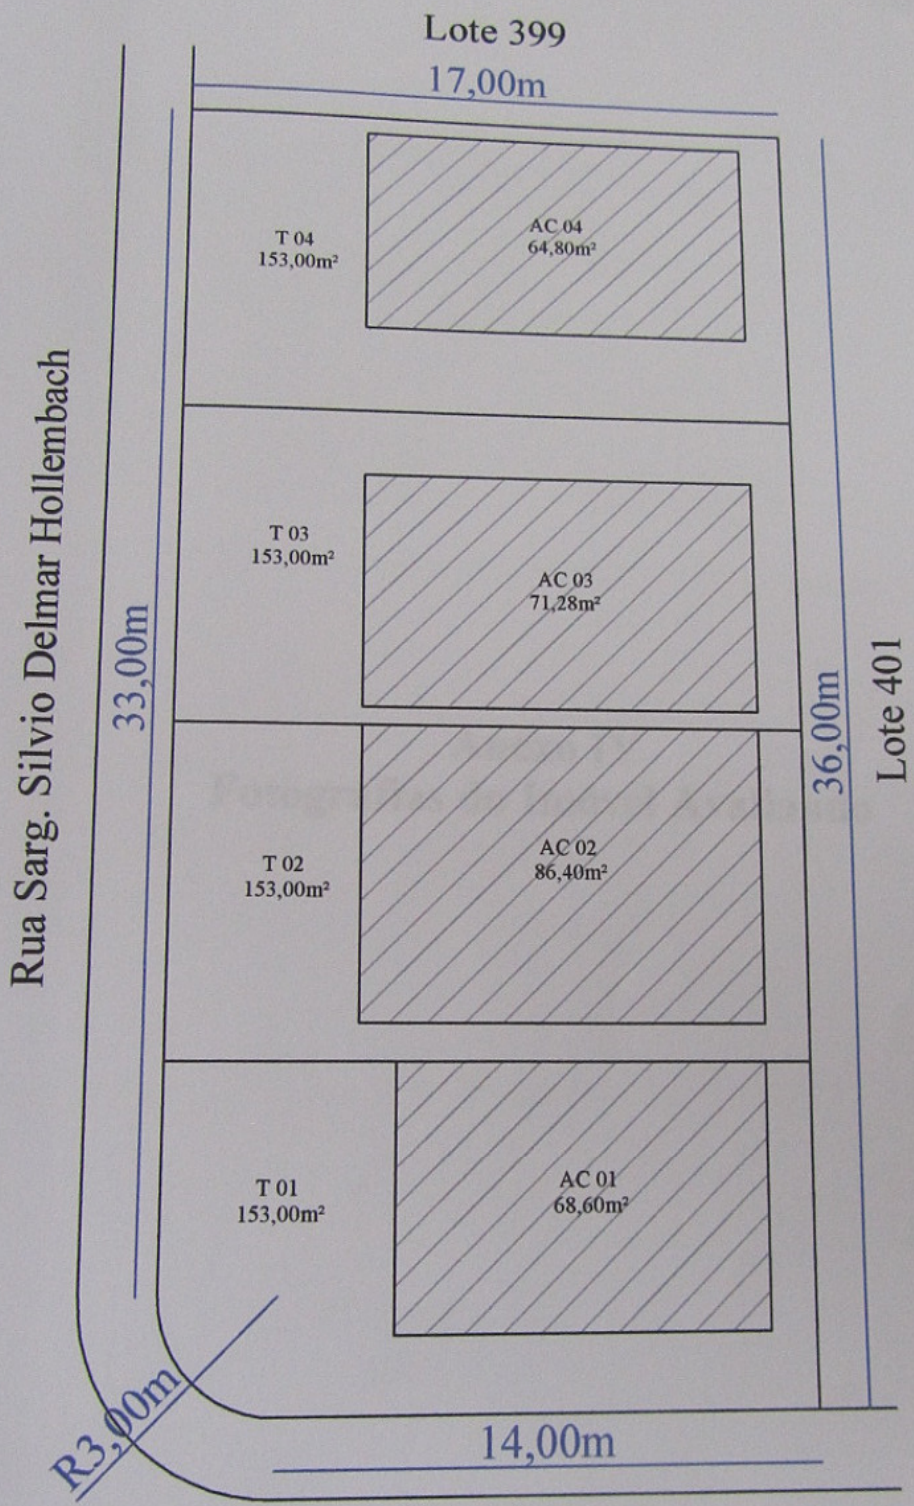 Lote 399
17,00m
T 04
153,00m²
AC 04
64,80m²
Rua Sarg. Silvio Delmar Hollembach
33,00m
T 03
153,00m²
AC 03
71,28m²
36,00m
Lote 401
T 02
153,00m²
AC 02
86,40m²
T 01
153,00m²
AC 01
68,60m²
R3,00m
14,00m